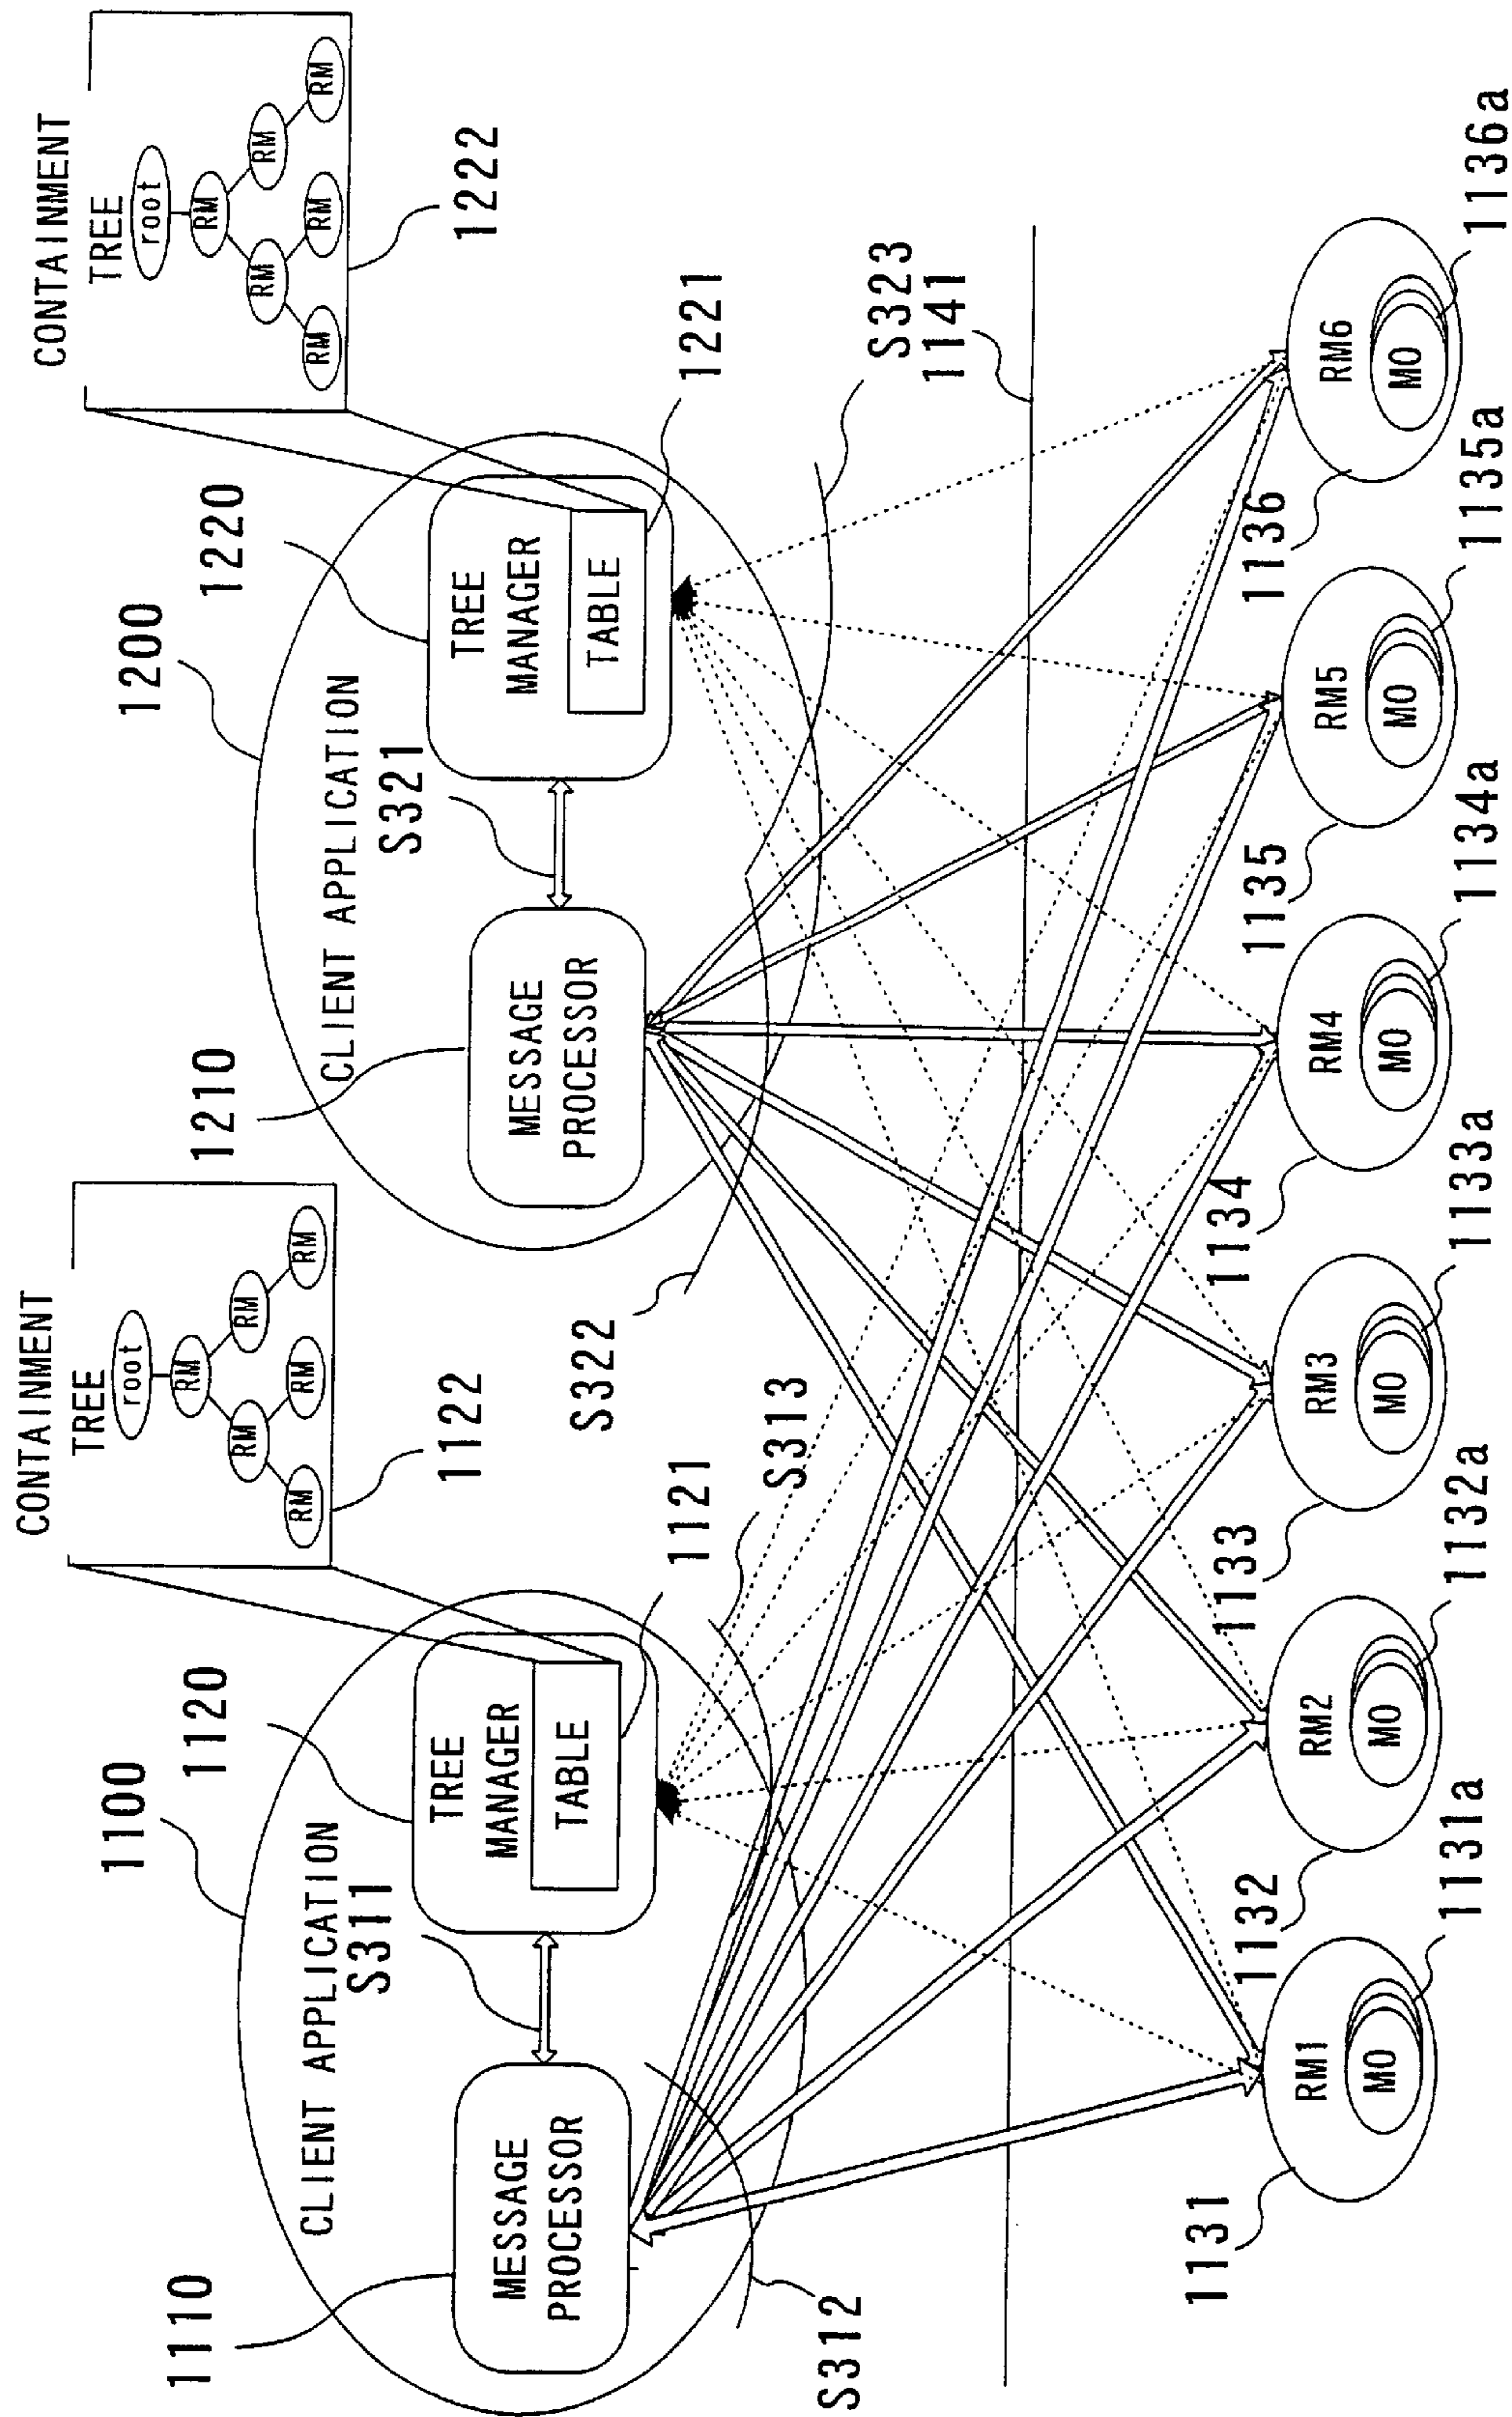 CONTAINMENT
TREE
root
RM
RM
RM
RM
RM
RM
1122
CONTAINMENT
TREE
root
RM
RM
RM
RM
RM
RM
1222
1100
1120
1110
CLIENT APPLICATION
S311
MESSAGE
PROCESSOR
TREE
MANAGER
TABLE
1121
S312
S313
1200
1220
1210
CLIENT APPLICATION
S321
MESSAGE
PROCESSOR
TREE
MANAGER
TABLE
1221
S322
S323
1141
1131
RM1
MO
1131a
1132
RM2
MO
1132a
1133
RM3
MO
1133a
1134
RM4
MO
1134a
1135
RM5
MO
1135a
1136
RM6
MO
1136a